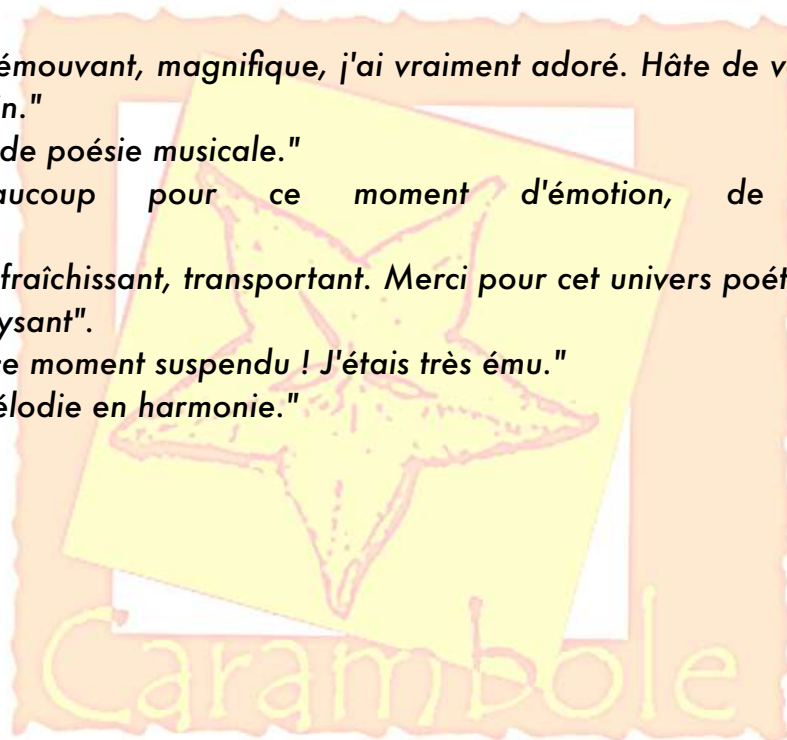 émouvant, magnifique, j'ai vraiment adoré. Hâte de v
n."
de poésie musicale."
aucoup pour ce moment d'émotion, de
fraîchissant, transportant. Merci pour cet univers poét
ysant".
ce moment suspendu ! J'étais très ému."
élodie en harmonie."
Carambole